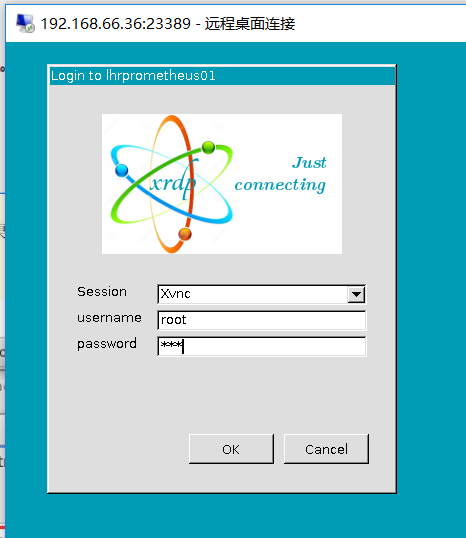 192.168.66.36:23389 - 远程桌面连接
Login to lhrprometheus01
xrdp
Just
connecting
Session
Xvnc
username
root
password
***
OK
Cancel